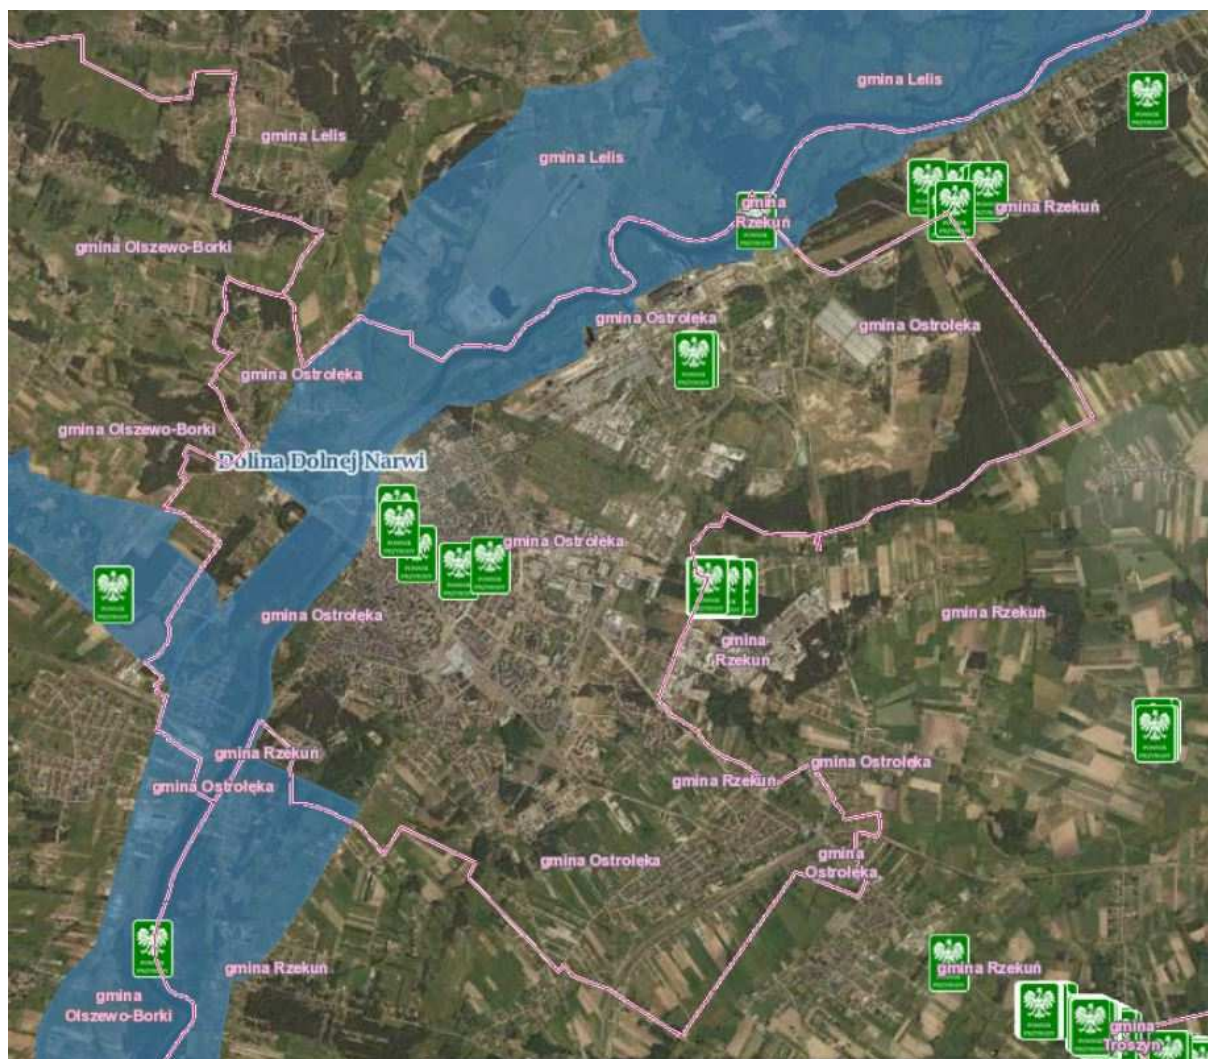 gmina Lelis
gmina Lelis
gmina Lelis
gmina
Rzekuń
gmina Rzekuń
gmina Olszewo-Borki
gmina Ostrołęka
gmina Ostrołęka
gmina Ostrołęka
gmina Olszewo-Borki
Dolina Dolnej Narwi
gmina Ostrołęka
gmina Ostrołęka
gmina Rzekuń
gmina
Rzekuń
gmina Rzekuń
gmina Ostrołęka
gmina Rzekuń
gmina Ostrołęka
gmina Ostrołęka
gmina
Ostrołęka
gmina Rzekuń
gmina Rzekuń
gmina
Olszewo-Borki
gmina
Troszyn
POMNIK
PRZYRODY